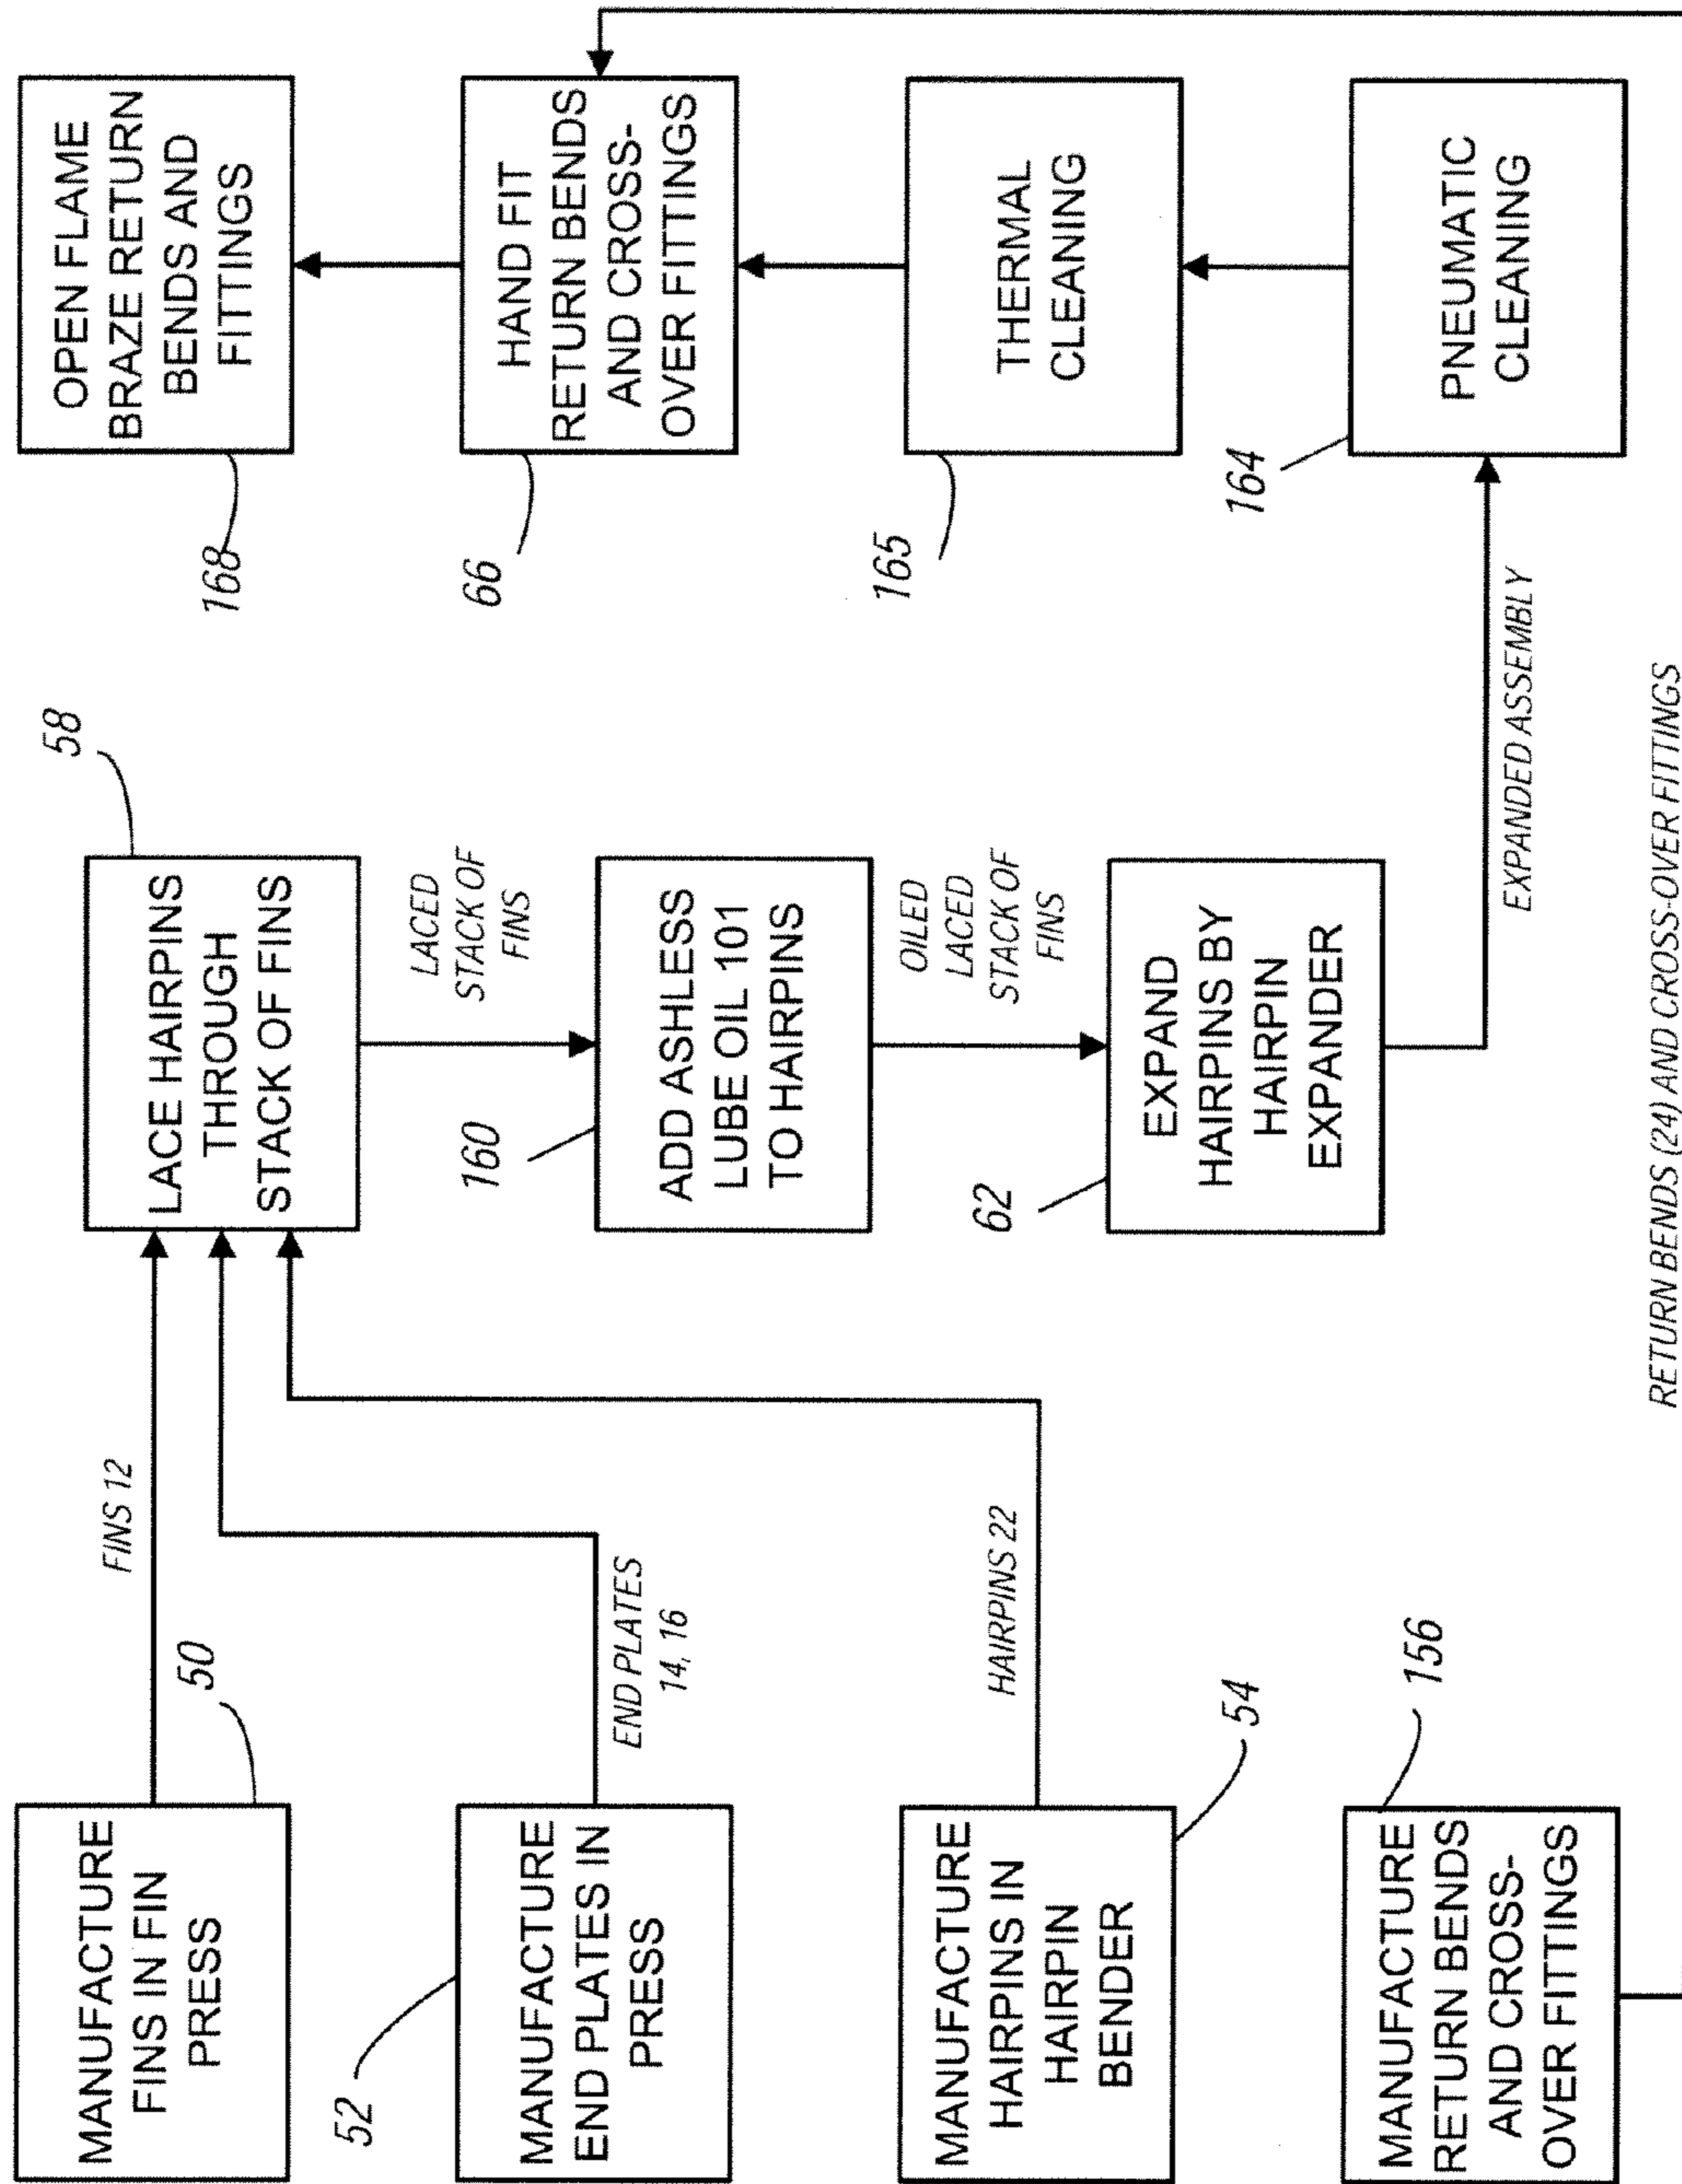 MANUFACTURE
FINS IN FIN
PRESS
50
FINS 12
MANUFACTURE
END PLATES IN
PRESS
52
END PLATES
14, 16
MANUFACTURE
HAIRPINS IN
HAIRPIN
BENDER
54
HAIRPINS 22
MANUFACTURE
RETURN BENDS
AND CROSS-
OVER FITTINGS
156
RETURN BENDS (24) AND CROSS-OVER FITTINGS
LACE HAIRPINS
THROUGH
STACK OF FINS
58
LACED
STACK OF
FINS
ADD ASHLESS
LUBE OIL 101
TO HAIRPINS
160
OILED
LACED
STACK OF
FINS
EXPAND
HAIRPINS BY
HAIRPIN
EXPANDER
62
EXPANDED ASSEMBLY
OPEN FLAME
BRAZE RETURN
BENDS AND
FITTINGS
168
HAND FIT
RETURN BENDS
AND CROSS-
OVER FITTINGS
66
THERMAL
CLEANING
165
PNEUMATIC
CLEANING
164